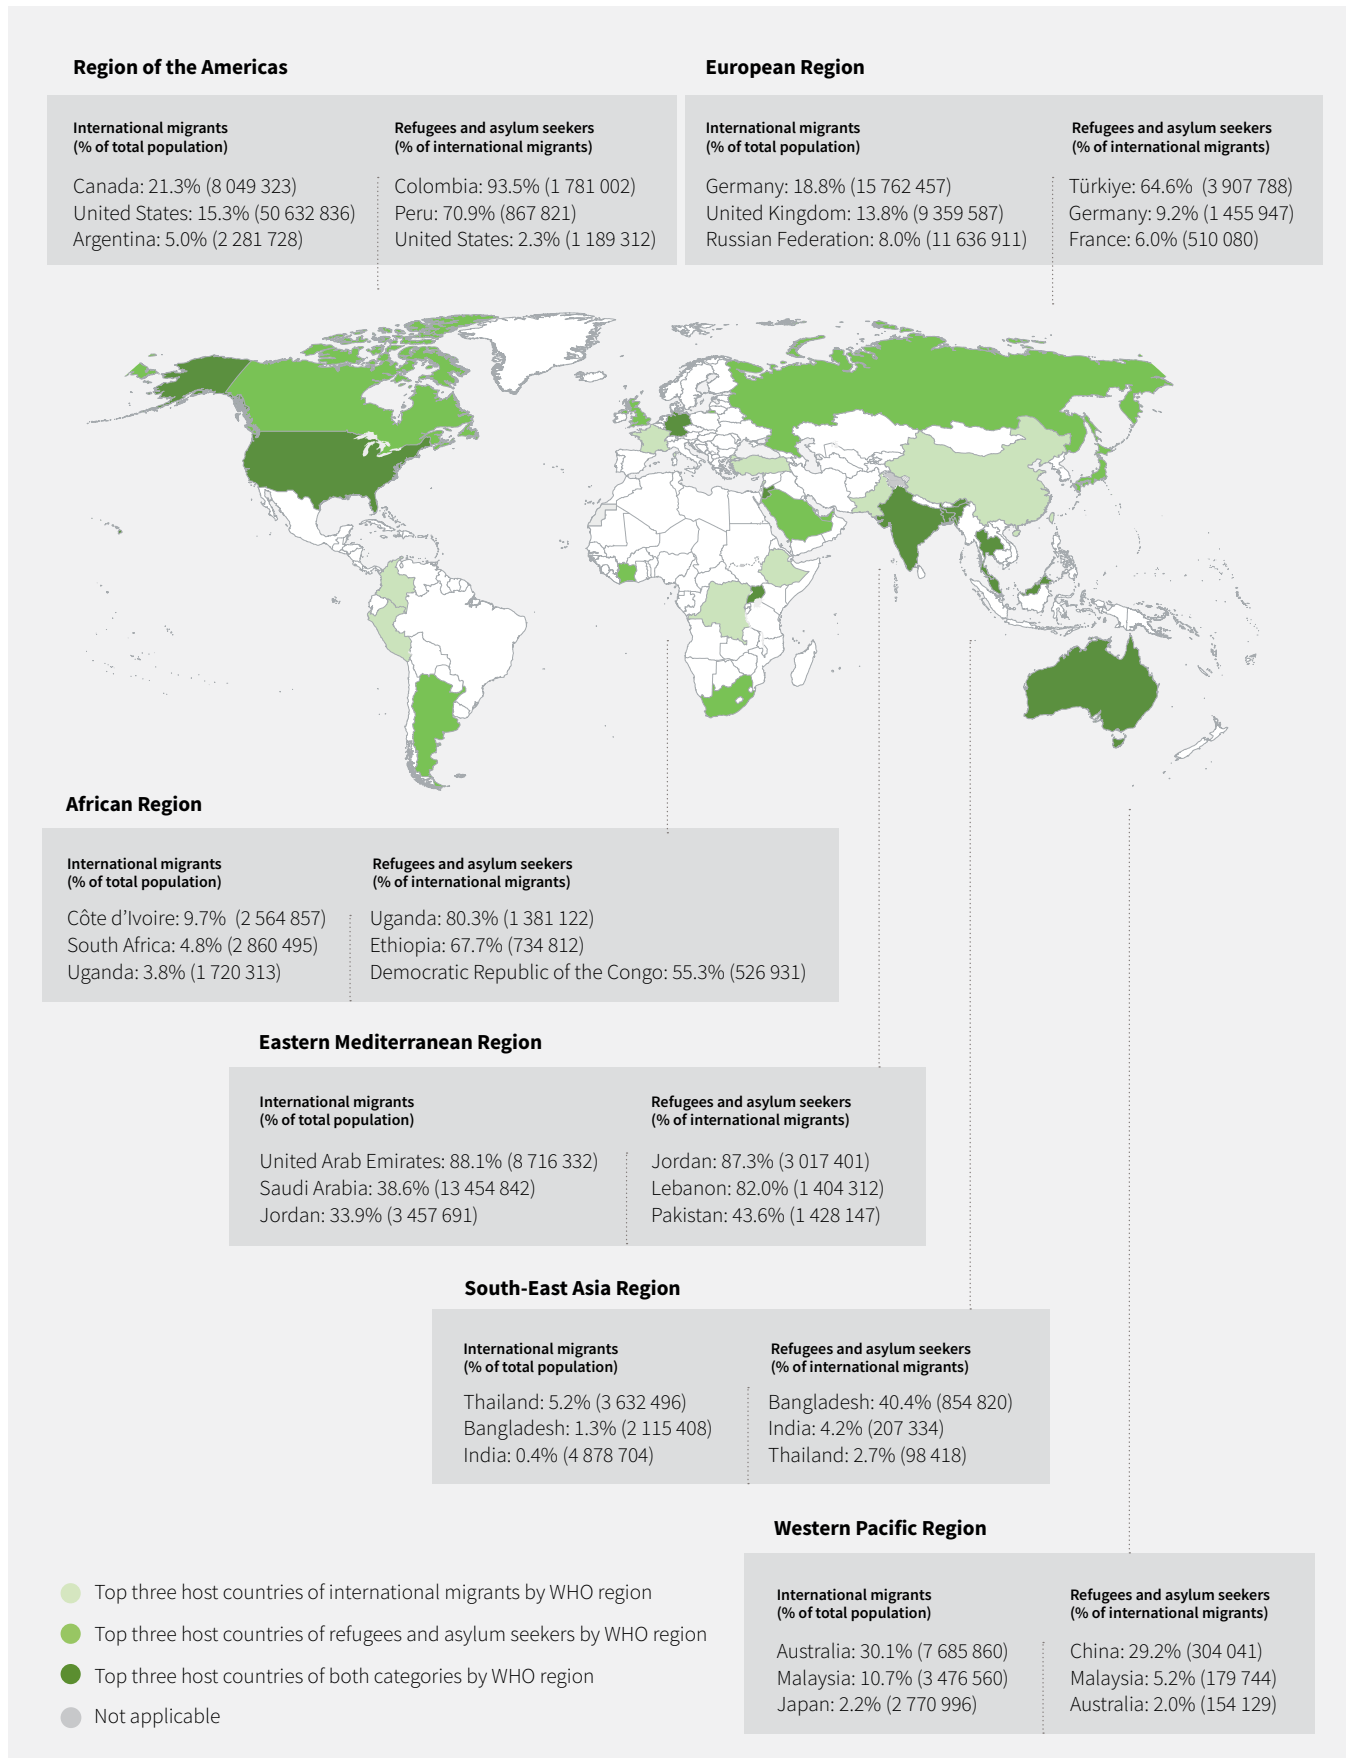 Region of the Americas
International migrants
(% of total population)
Canada: 21.3% (8 049 323)
United States: 15.3% (50 632 836)
Argentina: 5.0% (2 281 728)
Refugees and asylum seekers
(% of international migrants)
Colombia: 93.5% (1 781 002)
Peru: 70.9% (867 821)
United States: 2.3% (1 189 312)
European Region
International migrants
(% of total population)
Germany: 18.8% (15 762 457)
United Kingdom: 13.8% (9 359 587)
Russian Federation: 8.0% (11 636 911)
Refugees and asylum seekers
(% of international migrants)
Türkiye: 64.6% (3 907 788)
Germany: 9.2% (1 455 947)
France: 6.0% (510 080)
African Region
International migrants
(% of total population)
Côte d’Ivoire: 9.7% (2 564 857)
South Africa: 4.8% (2 860 495)
Uganda: 3.8% (1 720 313)
Refugees and asylum seekers
(% of international migrants)
Uganda: 80.3% (1 381 122)
Ethiopia: 67.7% (734 812)
Democratic Republic of the Congo: 55.3% (526 931)
Eastern Mediterranean Region
International migrants
(% of total population)
United Arab Emirates: 88.1% (8 716 332)
Saudi Arabia: 38.6% (13 454 842)
Jordan: 33.9% (3 457 691)
Refugees and asylum seekers
(% of international migrants)
Jordan: 87.3% (3 017 401)
Lebanon: 82.0% (1 404 312)
Pakistan: 43.6% (1 428 147)
South-East Asia Region
International migrants
(% of total population)
Thailand: 5.2% (3 632 496)
Bangladesh: 1.3% (2 115 408)
India: 0.4% (4 878 704)
Refugees and asylum seekers
(% of international migrants)
Bangladesh: 40.4% (854 820)
India: 4.2% (207 334)
Thailand: 2.7% (98 418)
Western Pacific Region
International migrants
(% of total population)
Australia: 30.1% (7 685 860)
Malaysia: 10.7% (3 476 560)
Japan: 2.2% (2 770 996)
Refugees and asylum seekers
(% of international migrants)
China: 29.2% (304 041)
Malaysia: 5.2% (179 744)
Australia: 2.0% (154 129)
Top three host countries of international migrants by WHO region
Top three host countries of refugees and asylum seekers by WHO region
Top three host countries of both categories by WHO region
Not applicable